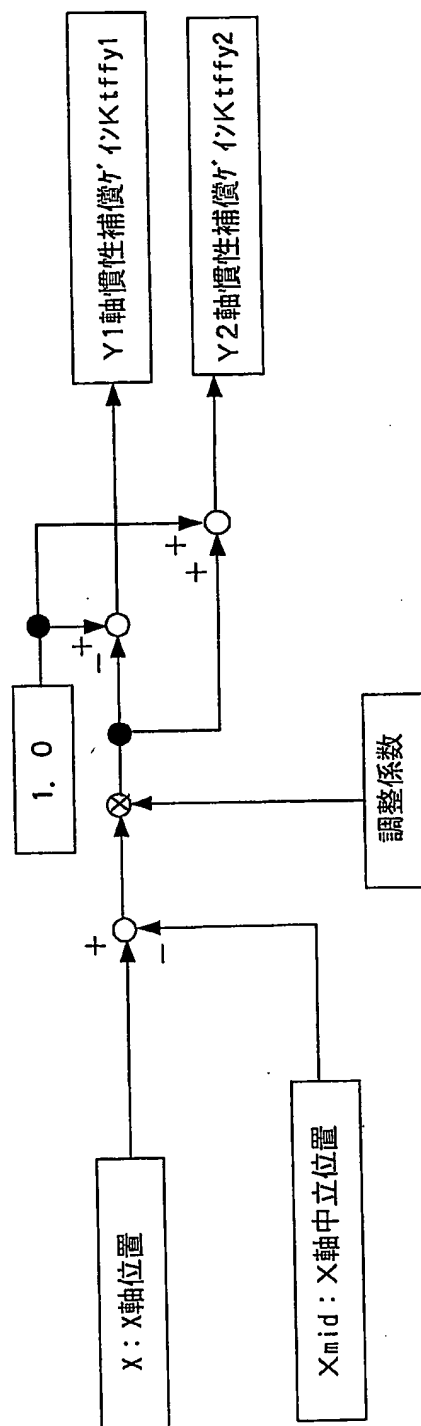 X：X軸位置
Xmid：X軸中立位置
+
-
調整係数
1．0
+
-
+
+
Y1軸慣性補償ｹﾞｲﾝKtffy1
Y2軸慣性補償ｹﾞｲﾝKtffy2